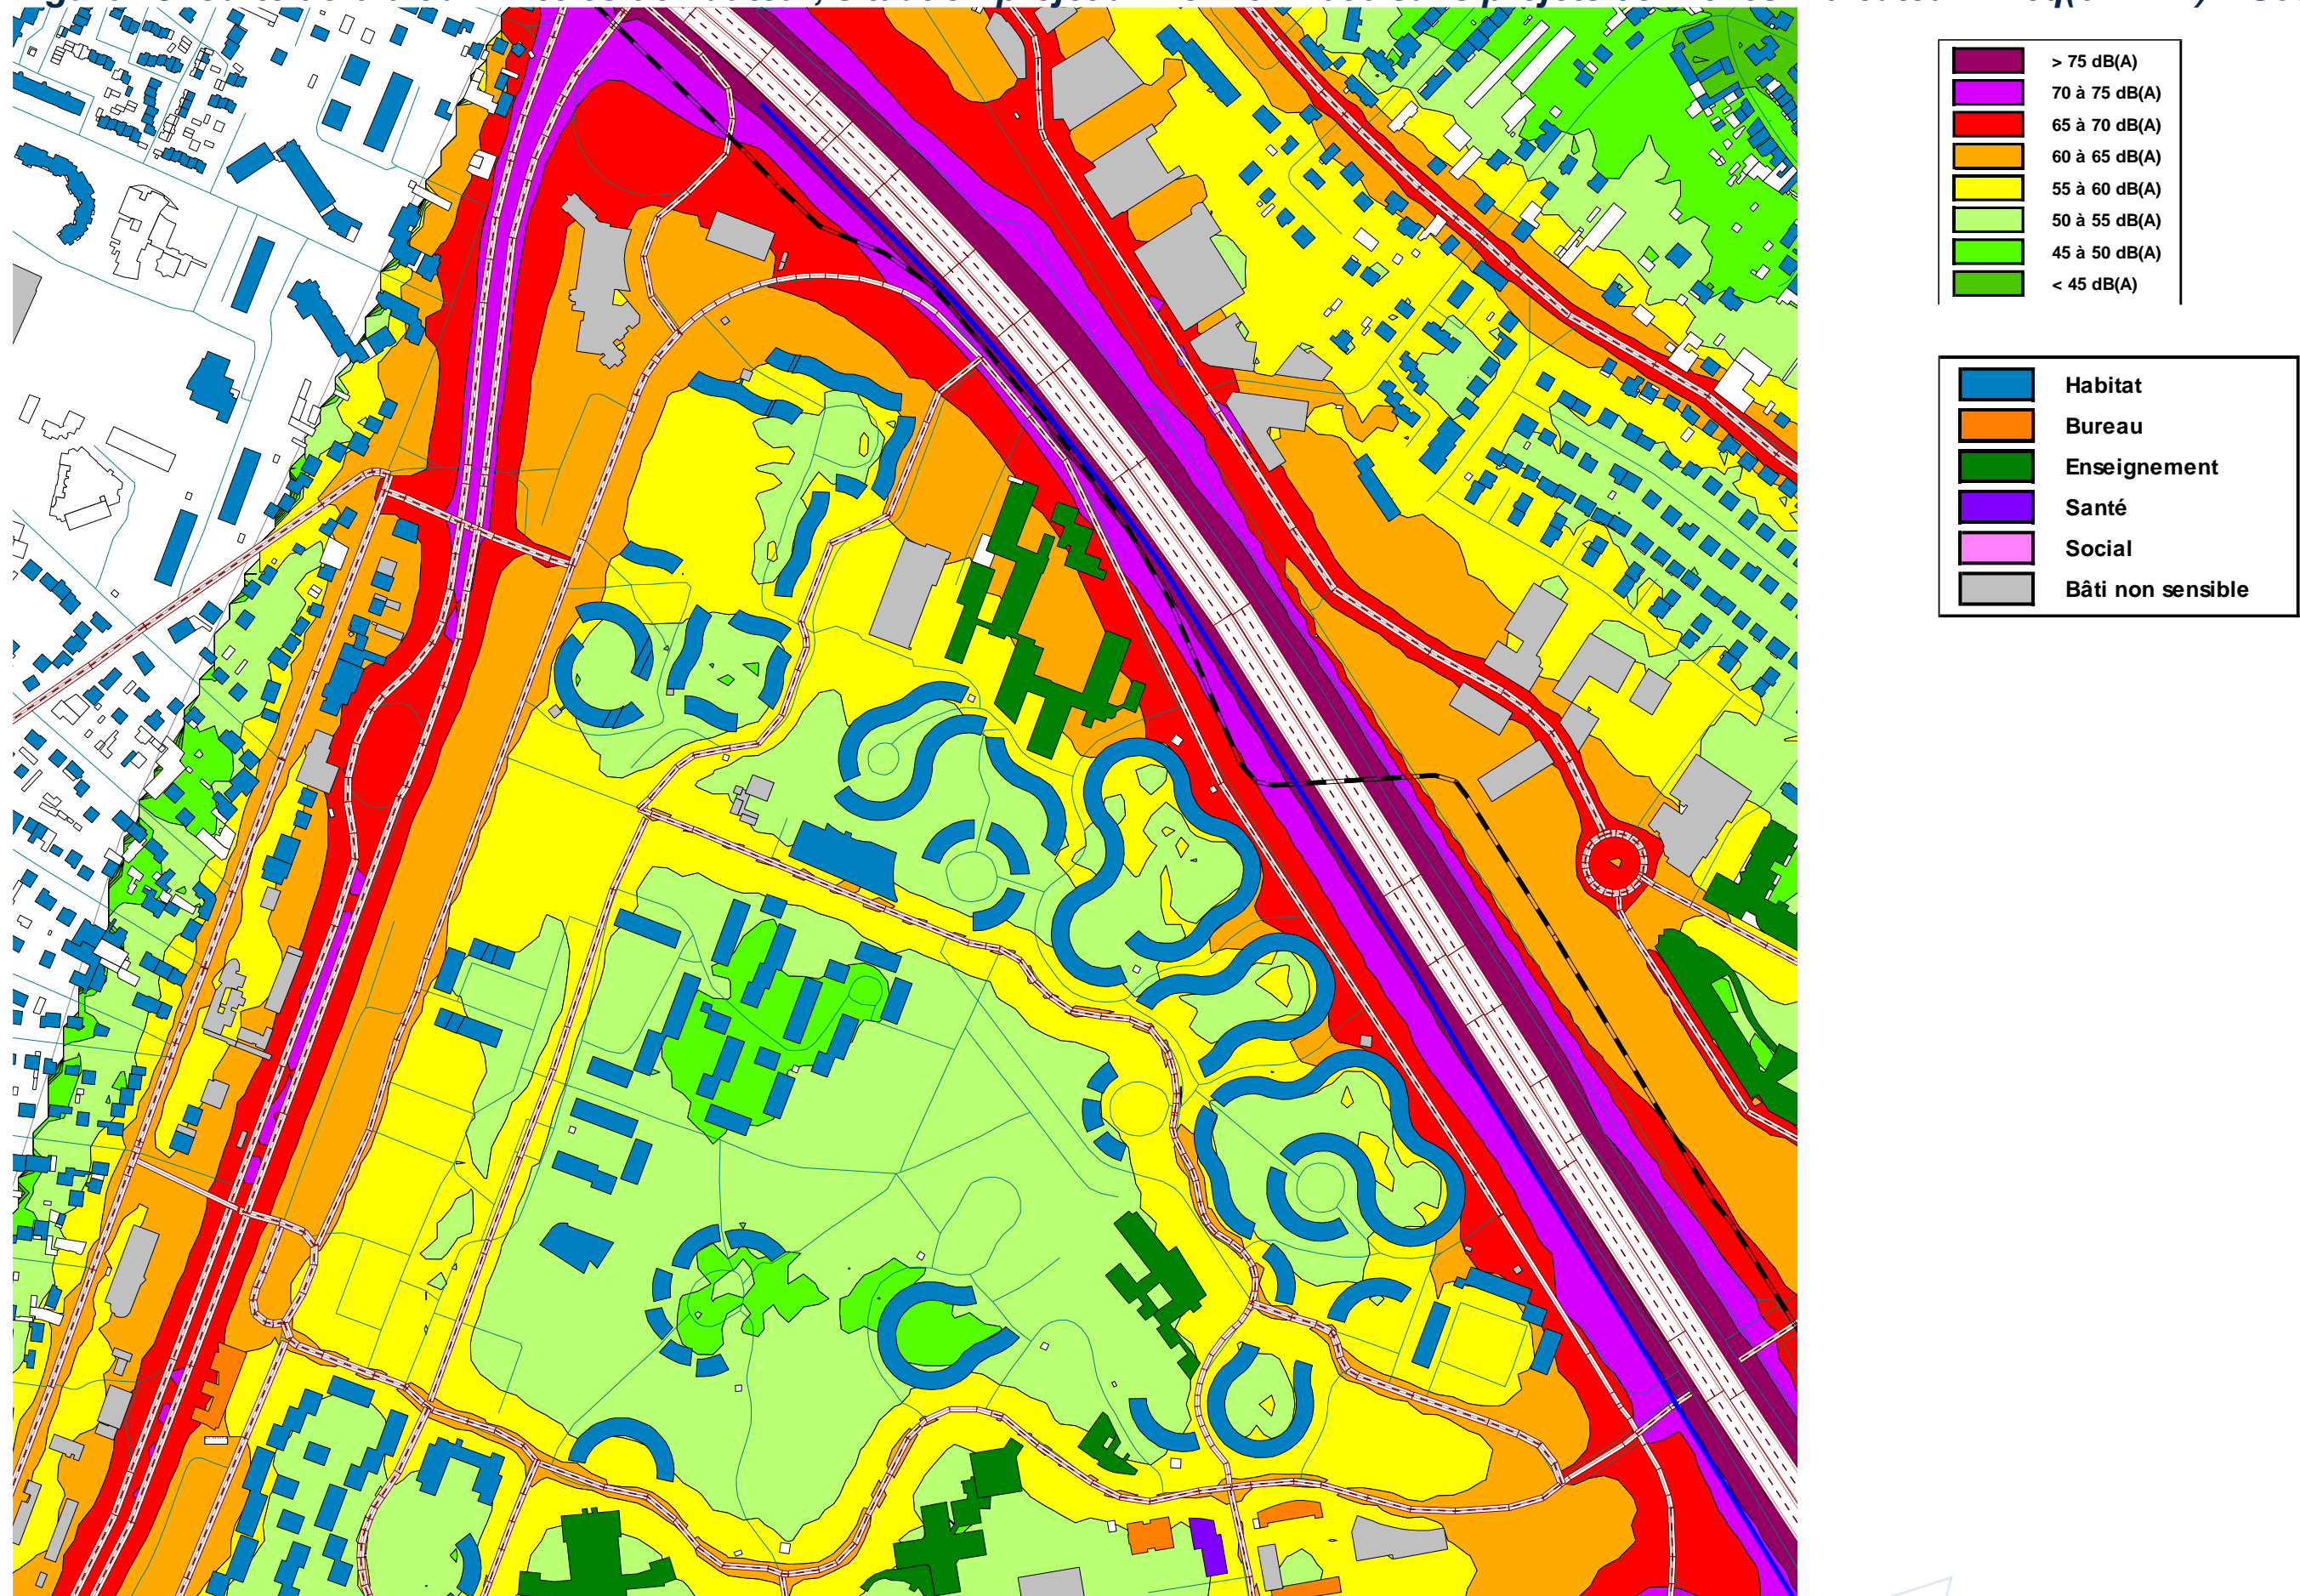 > 75 dB(A)
70 à 75 dB(A)
65 à 70 dB(A)
60 à 65 dB(A)
55 à 60 dB(A)
50 à 55 dB(A)
45 à 50 dB(A)
< 45 dB(A)
Habitat
Bureau
Enseignement
Santé
Social
Bâti non sensible